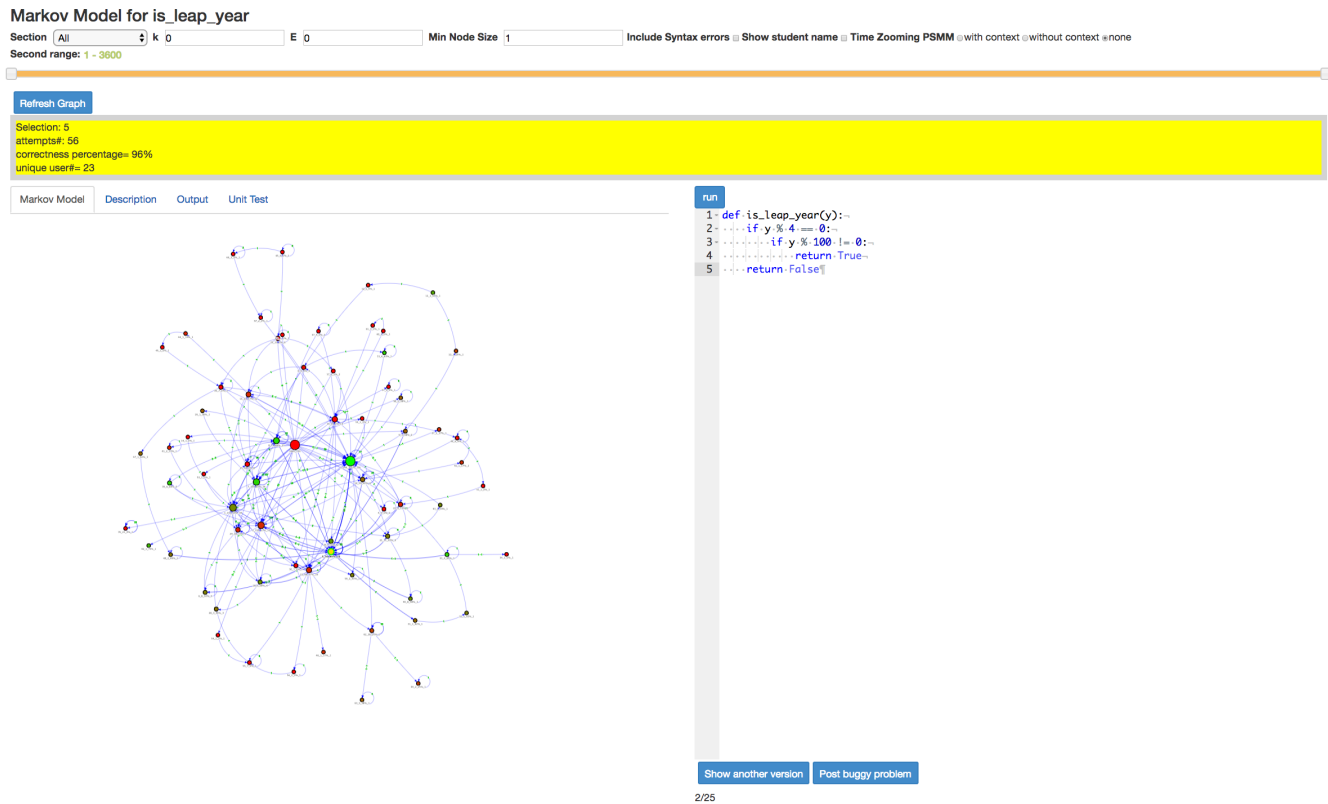 Markov Model for is_leap_year
Section All k 0 E 0 Min Node Size 1 Include Syntax errors Show student name Time Zooming PSMM with context without context none
Second range: 1 - 3600
Refresh Graph
Selection: 5
attempts#: 56
correctness percentage= 96%
unique user#= 23
Markov Model Description Output Unit Test
run
1 def is_leap_year(y):
2 if y % 4 == 0:
3 if y % 100 != 0:
4 return True
5 return False
Show another version Post buggy problem
2/25